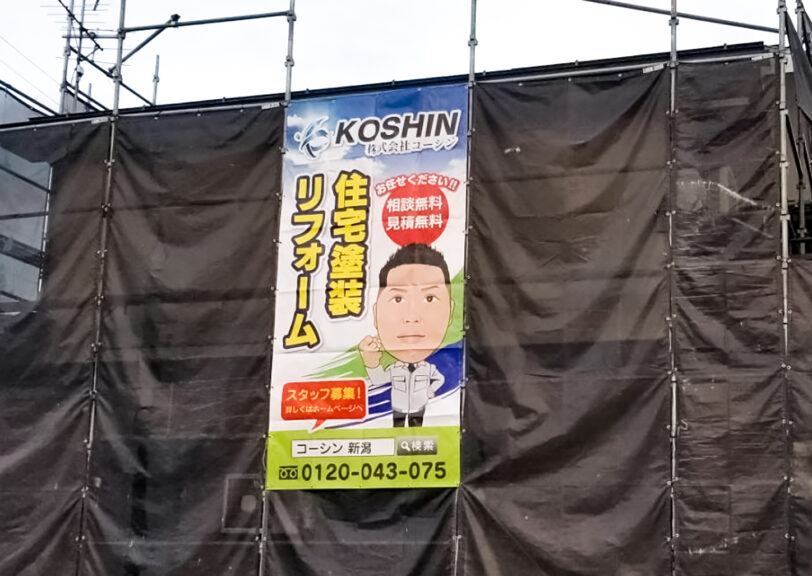 KOSHIN
株式会社コーシン
お任せください!!
相談無料
見積無料
住宅塗装
リフォーム
スタッフ募集!
詳しくはホームページへ
コーシン 新潟 検索
0120-043-075